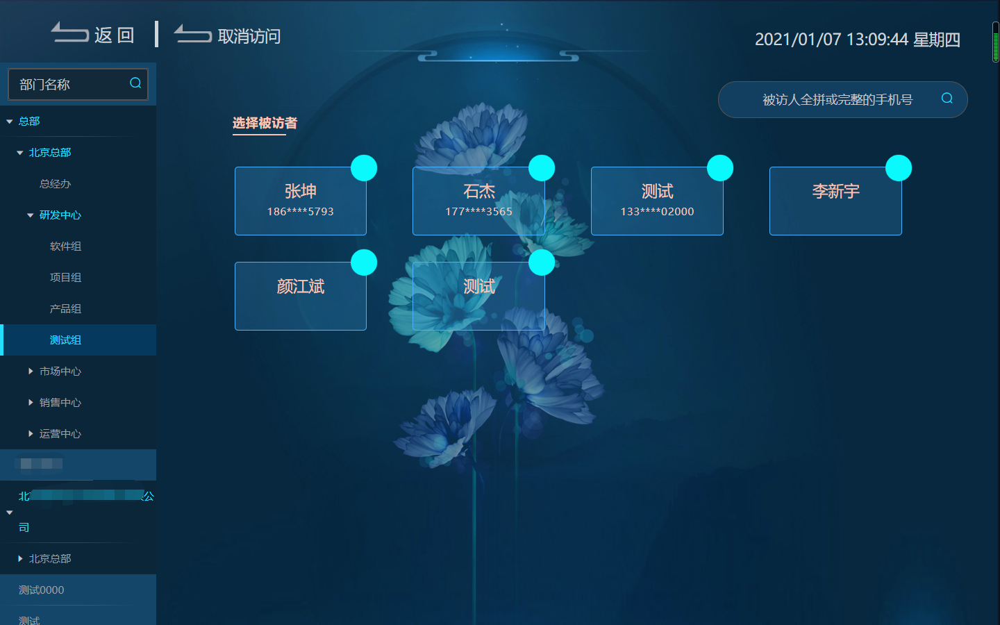 返 回
取消访问
2021/01/07 13:09:44 星期四
部门名称
被访人全拼或完整的手机号
总部
北京总部
总经办
研发中心
软件组
项目组
产品组
测试组
市场中心
销售中心
运营中心
北
公
司
北京总部
测试0000
测试
选择被访者
张坤
186****5793
石杰
177****3565
测试
133****02000
李新宇
颜江斌
测试